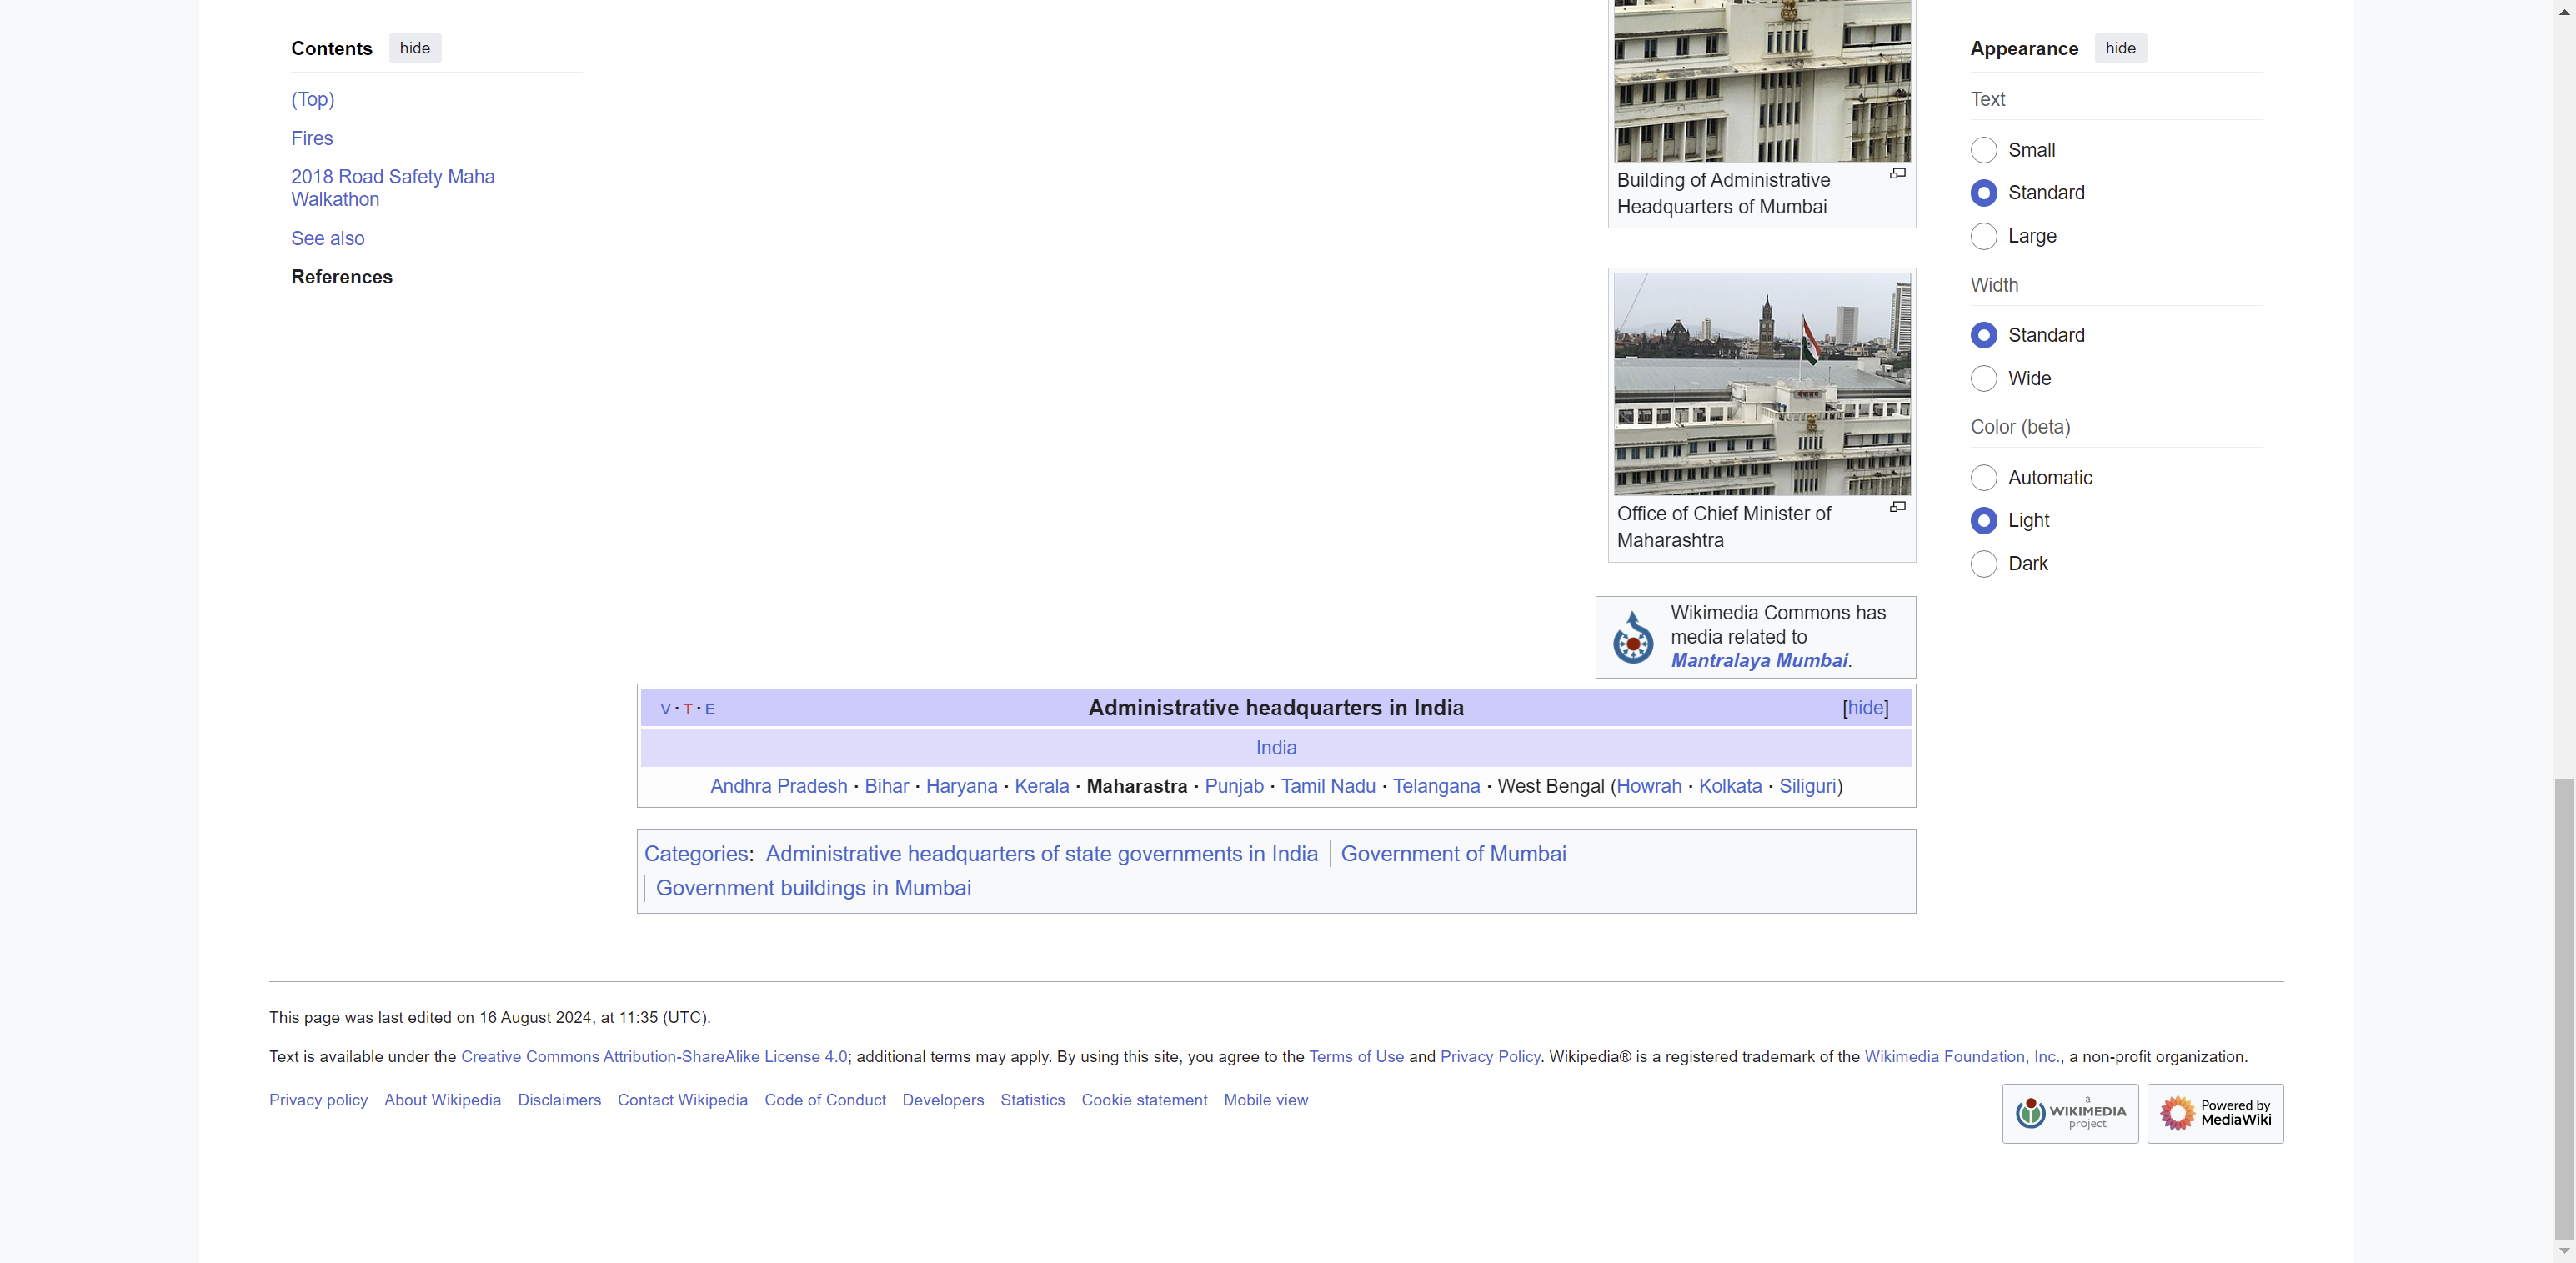 Contents hide
(Top)
Fires
2018 Road Safety Maha
Walkathon
See also
References
Building of Administrative
Headquarters of Mumbai
Office of Chief Minister of
Maharashtra
Wikimedia Commons has
media related to
Mantralaya Mumbai.
V · T · E Administrative headquarters in India [hide]
India
Andhra Pradesh · Bihar · Haryana · Kerala · Maharastra · Punjab · Tamil Nadu · Telangana · West Bengal (Howrah · Kolkata · Siliguri)
Categories: Administrative headquarters of state governments in India | Government of Mumbai
| Government buildings in Mumbai
Appearance hide
Text
Small
Standard
Large
Width
Standard
Wide
Color (beta)
Automatic
Light
Dark
This page was last edited on 16 August 2024, at 11:35 (UTC).
Text is available under the Creative Commons Attribution-ShareAlike License 4.0; additional terms may apply. By using this site, you agree to the Terms of Use and Privacy Policy. Wikipedia® is a registered trademark of the Wikimedia Foundation, Inc., a non-profit organization.
Privacy policy About Wikipedia Disclaimers Contact Wikipedia Code of Conduct Developers Statistics Cookie statement Mobile view
a
WIKIMEDIA
project
Powered by
MediaWiki